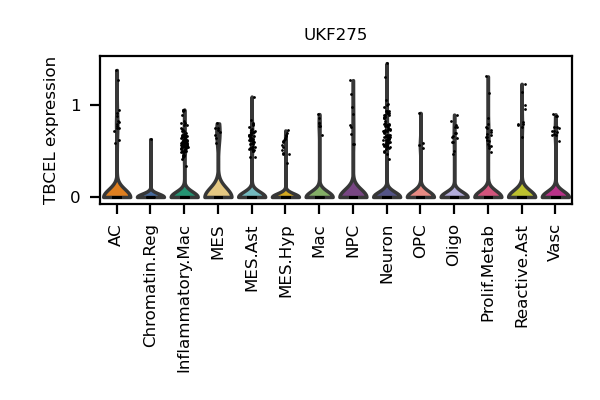 UKF275
TBCEL expression
1
0
AC
Chromatin.Reg
Inflammatory.Mac
MES
MES.Ast
MES.Hyp
Mac
NPC
Neuron
OPC
Oligo
Prolif.Metab
Reactive.Ast
Vasc